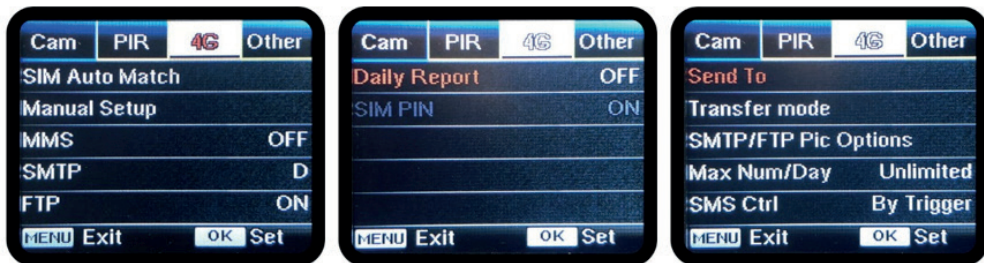 Cam PIR 4G Other
SIM Auto Match
Manual Setup
MMS OFF
SMTP D
FTP ON
MENU Exit OK Set
Cam PIR 4G Other
Daily Report OFF
SIM PIN ON
MENU Exit OK Set
Cam PIR 4G Other
Send To
Transfer mode
SMTP/FTP Pic Options
Max Num/Day Unlimited
SMS Ctrl By Trigger
MENU Exit OK Set